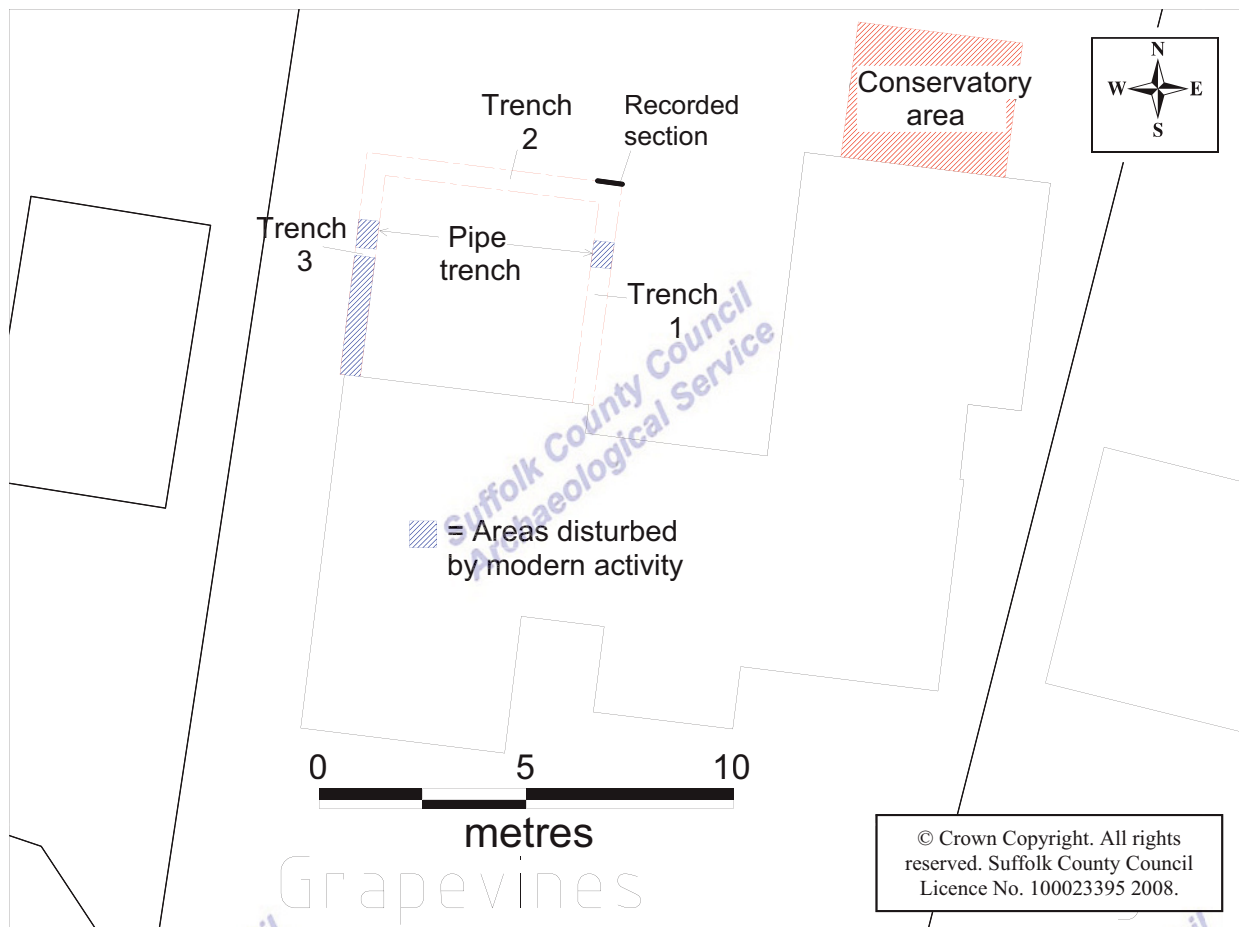 N
W E
S
Conservatory
area
Trench
2
Recorded
section
Trench
3
Pipe
trench
Trench
1
Suffolk County Council
Archaeological Service
= Areas disturbed
by modern activity
0 5 10
metres
Grapevines
© Crown Copyright. All rights
reserved. Suffolk County Council
Licence No. 100023395 2008.